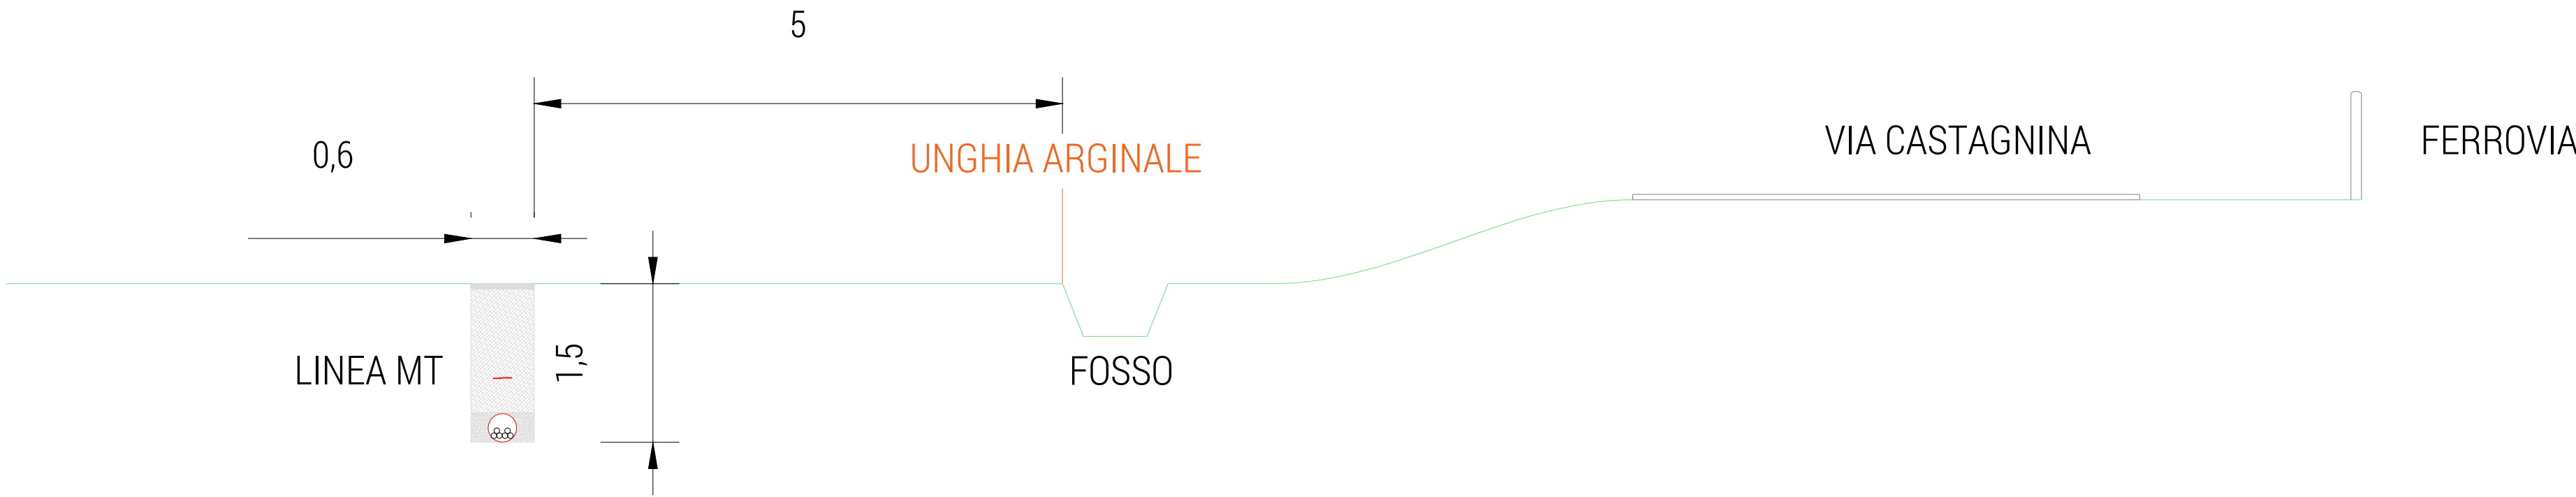 5
0,6
UNGHIA ARGINALE
VIA CASTAGNINA
FERROVIA
LINEA MT
1,5
FOSSO